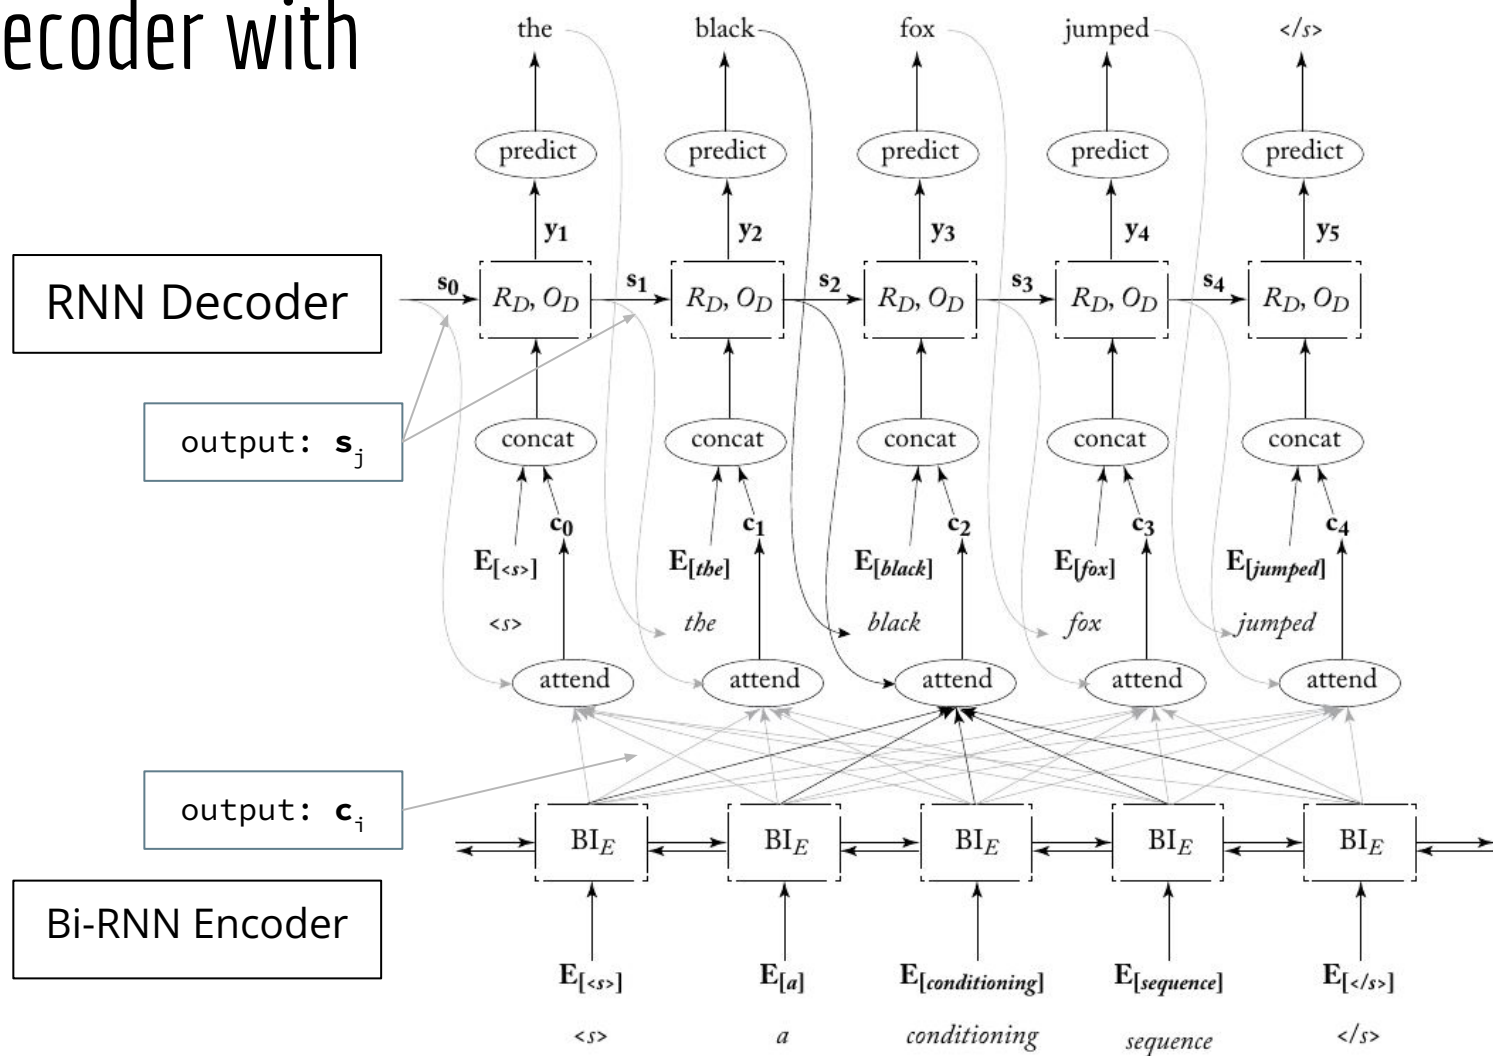 ecoder with
the black fox jumped </s>
predict predict predict predict predict
y1 y2 y3 y4 y5
RNN Decoder
s0 RD, OD s1 RD, OD s2 RD, OD s3 RD, OD s4 RD, OD
output: sj
concat concat concat concat concat
c0 c1 c2 c3 c4
E[<s>] E[the] E[black] E[fox] E[jumped]
<s> the black fox jumped
attend attend attend attend attend
output: ci
BIE BIE BIE BIE BIE
Bi-RNN Encoder
E[<s>] E[a] E[conditioning] E[sequence] E[</s>]
<s> a conditioning sequence </s>